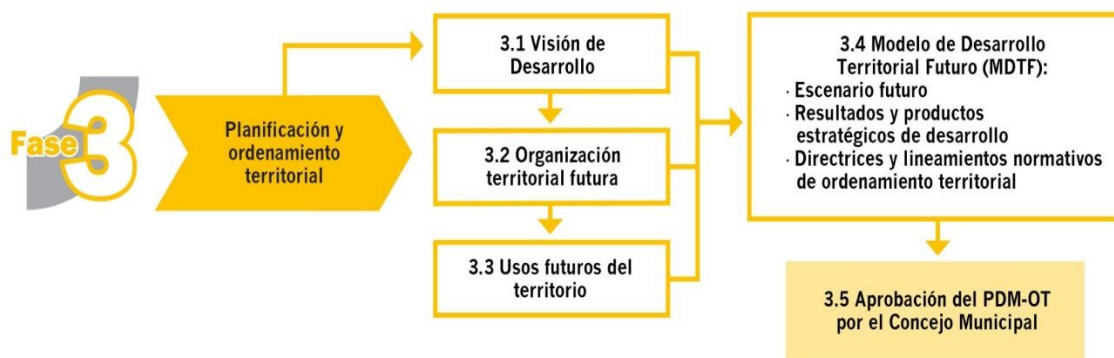 Fase 3
Planificación y
ordenamiento
territorial
3.1 Visión de
Desarrollo
3.2 Organización
territorial futura
3.3 Usos futuros del
territorio
3.4 Modelo de Desarrollo
Territorial Futuro (MDTF):
· Escenario futuro
· Resultados y productos
estratégicos de desarrollo
· Directrices y lineamientos normativos
de ordenamiento territorial
3.5 Aprobación del PDM-OT
por el Concejo Municipal